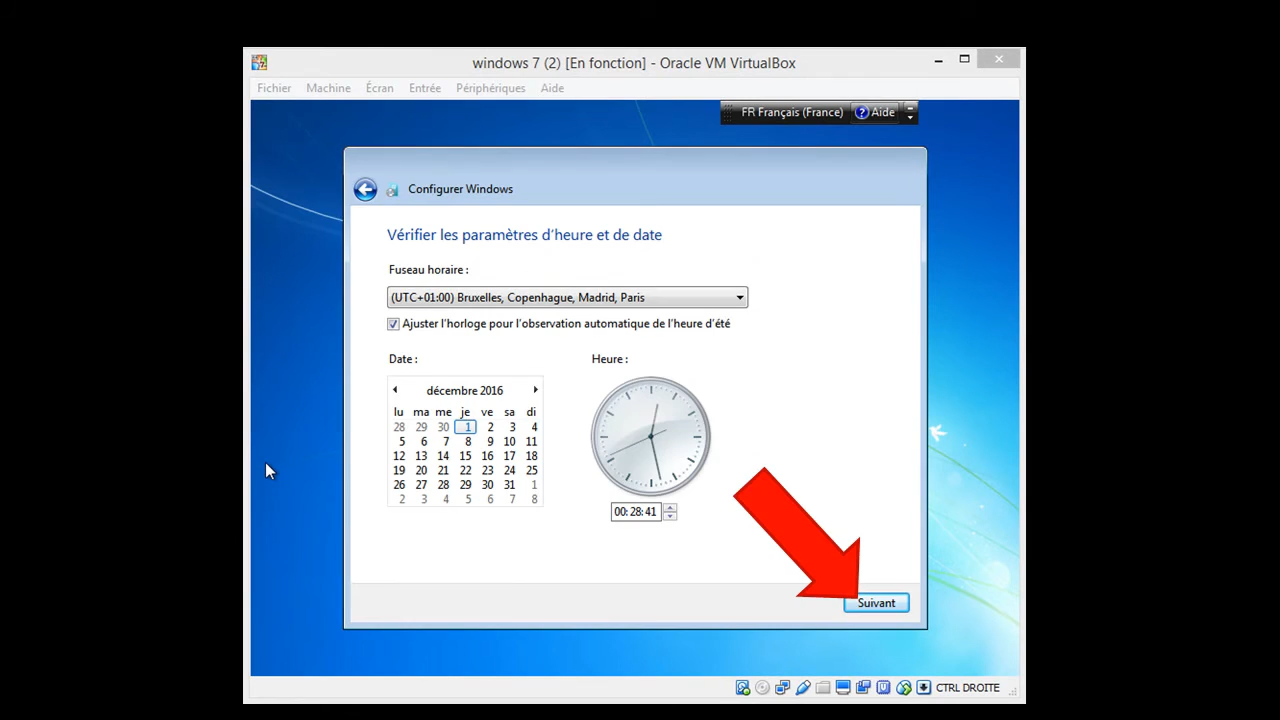 windows 7 (2) [En fonction] - Oracle VM VirtualBox
Fichier Machine Écran Entrée Périphériques Aide
FR Français (France) ? Aide
Configurer Windows
Vérifier les paramètres d'heure et de date
Fuseau horaire :
(UTC+01:00) Bruxelles, Copenhague, Madrid, Paris
Ajuster l'horloge pour l'observation automatique de l'heure d'été
Date : Heure :
décembre 2016
lu ma me je ve sa di
28 29 30 1 2 3 4
5 6 7 8 9 10 11
12 13 14 15 16 17 18
19 20 21 22 23 24 25
26 27 28 29 30 31 1
2 3 4 5 6 7 8
00:28:41
Suivant
CTRL DROITE